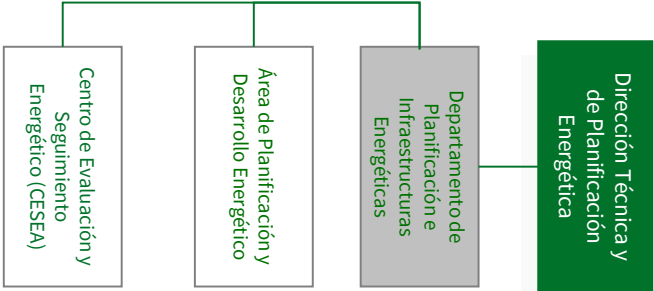 Dirección Técnica y
de Planificación
Energética
Departamento de
Planificación e
Infraestructuras
Energéticas
Área de Planificación y
Desarrollo Energético
Centro de Evaluación y
Seguimiento
Energético (CESEA)